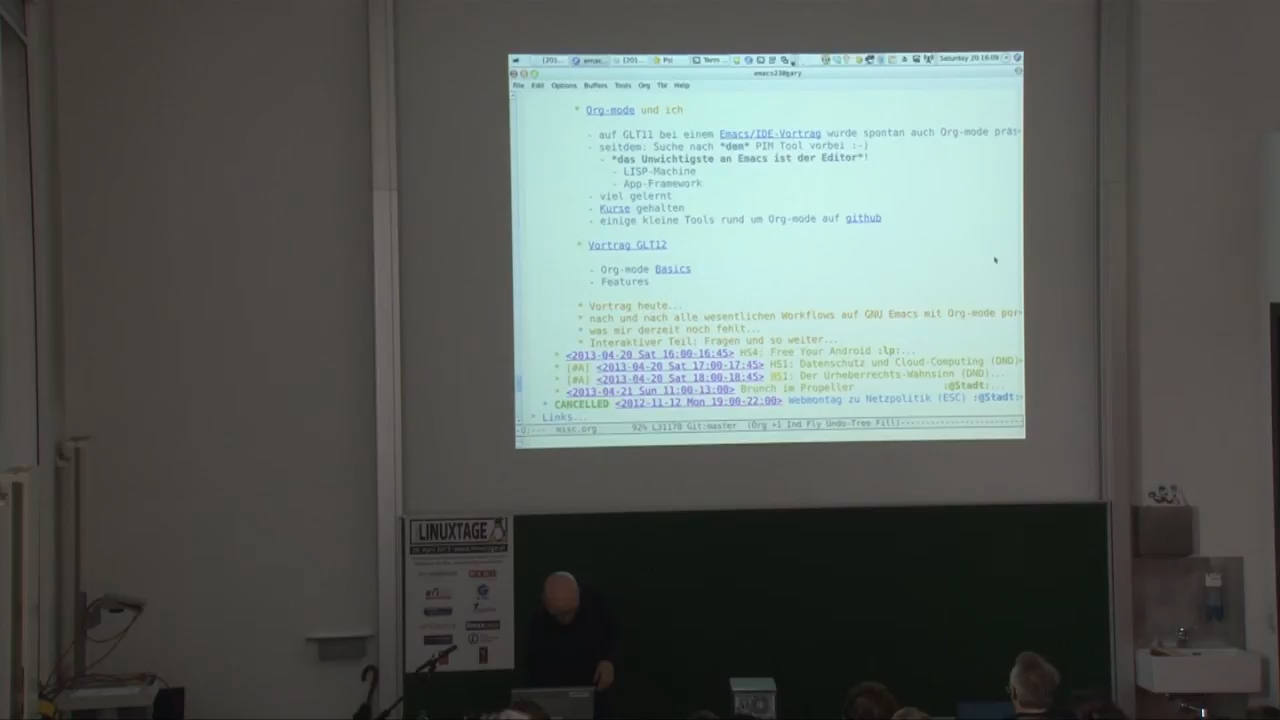 Saturday 20 16:09
emacs23@gary
File Edit Options Buffers Tools Org Tbl Help
* Org-mode und ich
- auf GLT11 bei einem Emacs/IDE-Vortrag wurde spontan auch Org-mode präs
- seitdem: Suche nach *dem* PIM Tool vorbei :-)
- *das Unwichtigste an Emacs ist der Editor*!
- LISP-Machine
- App-Framework
- viel gelernt
- Kurse gehalten
- einige kleine Tools rund um Org-mode auf github
* Vortrag GLT12
- Org-mode Basics
- Features
* Vortrag heute...
* nach und nach alle wesentlichen Workflows auf GNU Emacs mit Org-mode por
* was mir derzeit noch fehlt...
* Interaktiver Teil: Fragen und so weiter...
* <2013-04-20 Sat 16:00-16:45> HS4: Free Your Android :lp:...
* [#A] <2013-04-20 Sat 17:00-17:45> HS1: Datenschutz und Cloud-Computing (DND)
* [#A] <2013-04-20 Sat 18:00-18:45> HS1: Der Urheberrechts-Wahnsinn (DND)...
* <2013-04-21 Sun 11:00-13:00> Brunch im Propeller :@Stadt:...
* CANCELLED <2012-11-12 Mon 19:00-22:00> Webmontag zu Netzpolitik (ESC) :@Stadt:
* Links...
-U:--- misc.org 92% L31170 Git:master (Org +1 Ind Fly Undo-Tree Fill)
LINUXTAGE